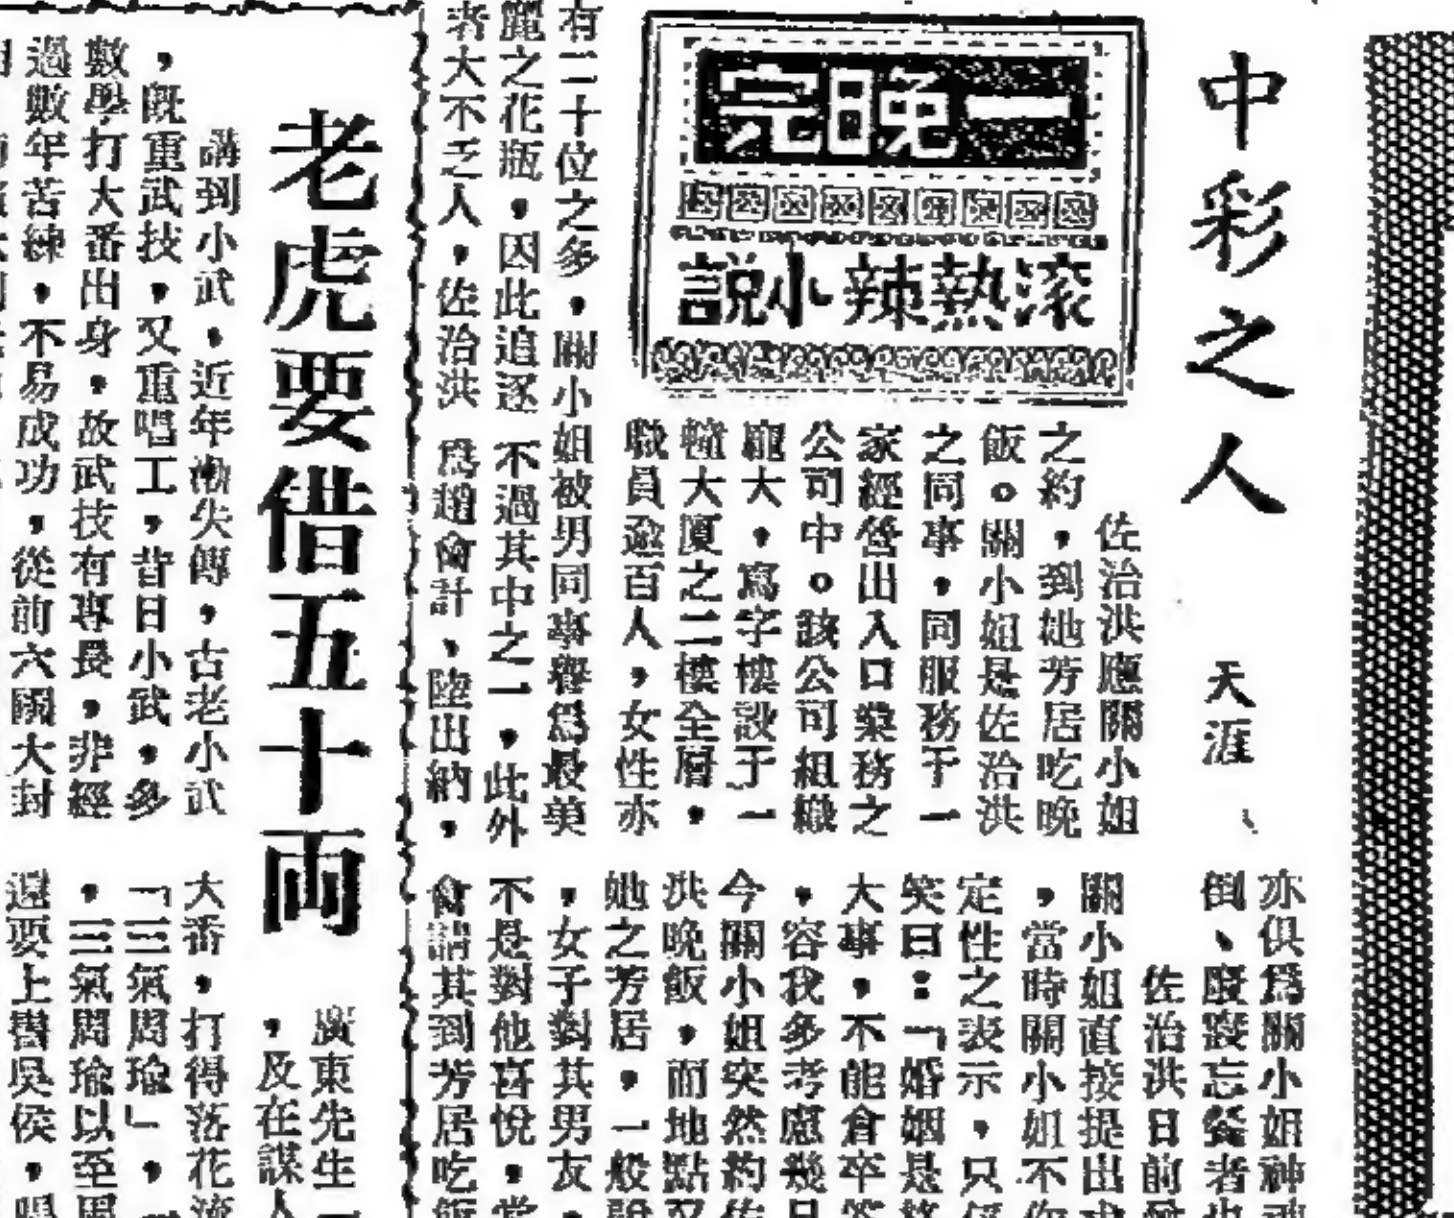 中彩之人
天涯
一晚完
滾熱辣小說
佐治洪應關小姐
之約，到她芳居吃晚
飯。關小姐是佐治洪
之同事，同服務于一
家經營出入口業務之
公司中。該公司組織
龐大，寫字樓設于一
幢大厦之二樓全層，
職員逾百人，女性亦
有二十位之多，關小姐被男同事譽為最美
麗之花瓶，因此追逐
者大不乏人，佐治洪
不過其中之一，此外
為趙會計、陸出納，
亦俱為關小姐神
倒、廢寢忘餐者
佐治洪日前
關小姐直接提出
，當時關小姐不
定性之表示，只
笑曰：「婚姻是
大事，不能倉卒
，容我多考慮幾
今關小姐突然約
洪晚飯，而地點又
她之芳居，一般
，女子對其男友
不是對他喜悅，
會請其到芳居吃飯
老虎要借五十両
講到小武，近年漸失傳，古老小武
，既重武技，又重唱工，昔日小武，多
數學打大番出身，故武技有專長，非經
過數年苦練，不易成功，從前六國大封
大番，打得落花流
「三氣周瑜」，
，三氣周瑜以至周
還要上書吳侯，唱
廣東先生
，及在謀人